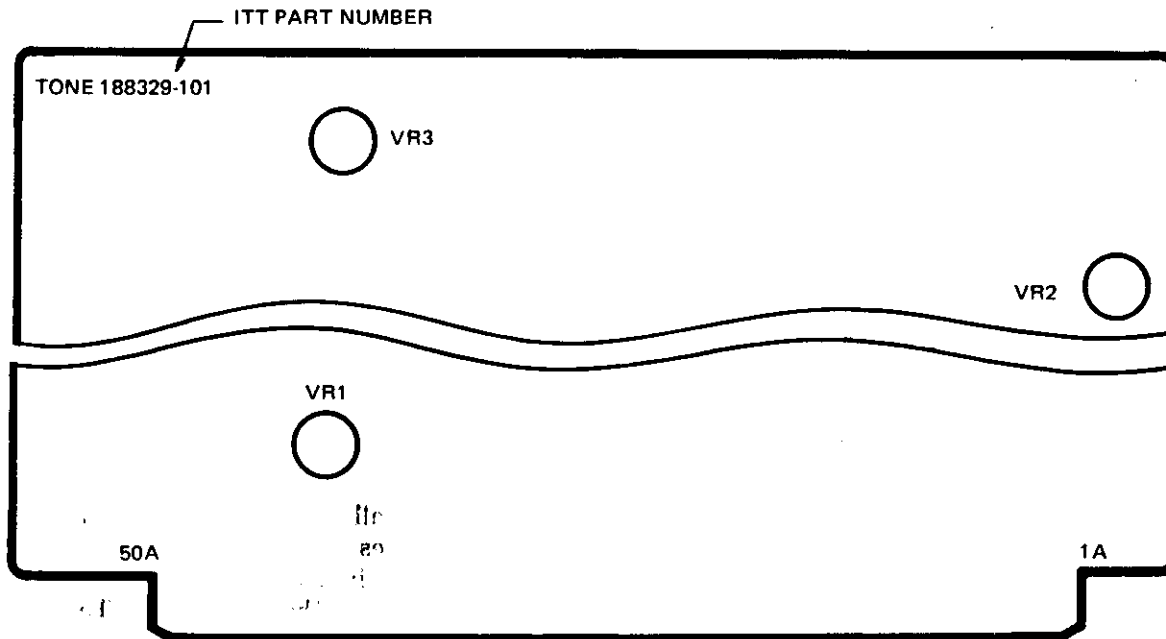 ITT PART NUMBER
TONE 188329-101
VR3
VR2
VR1
50A
1A